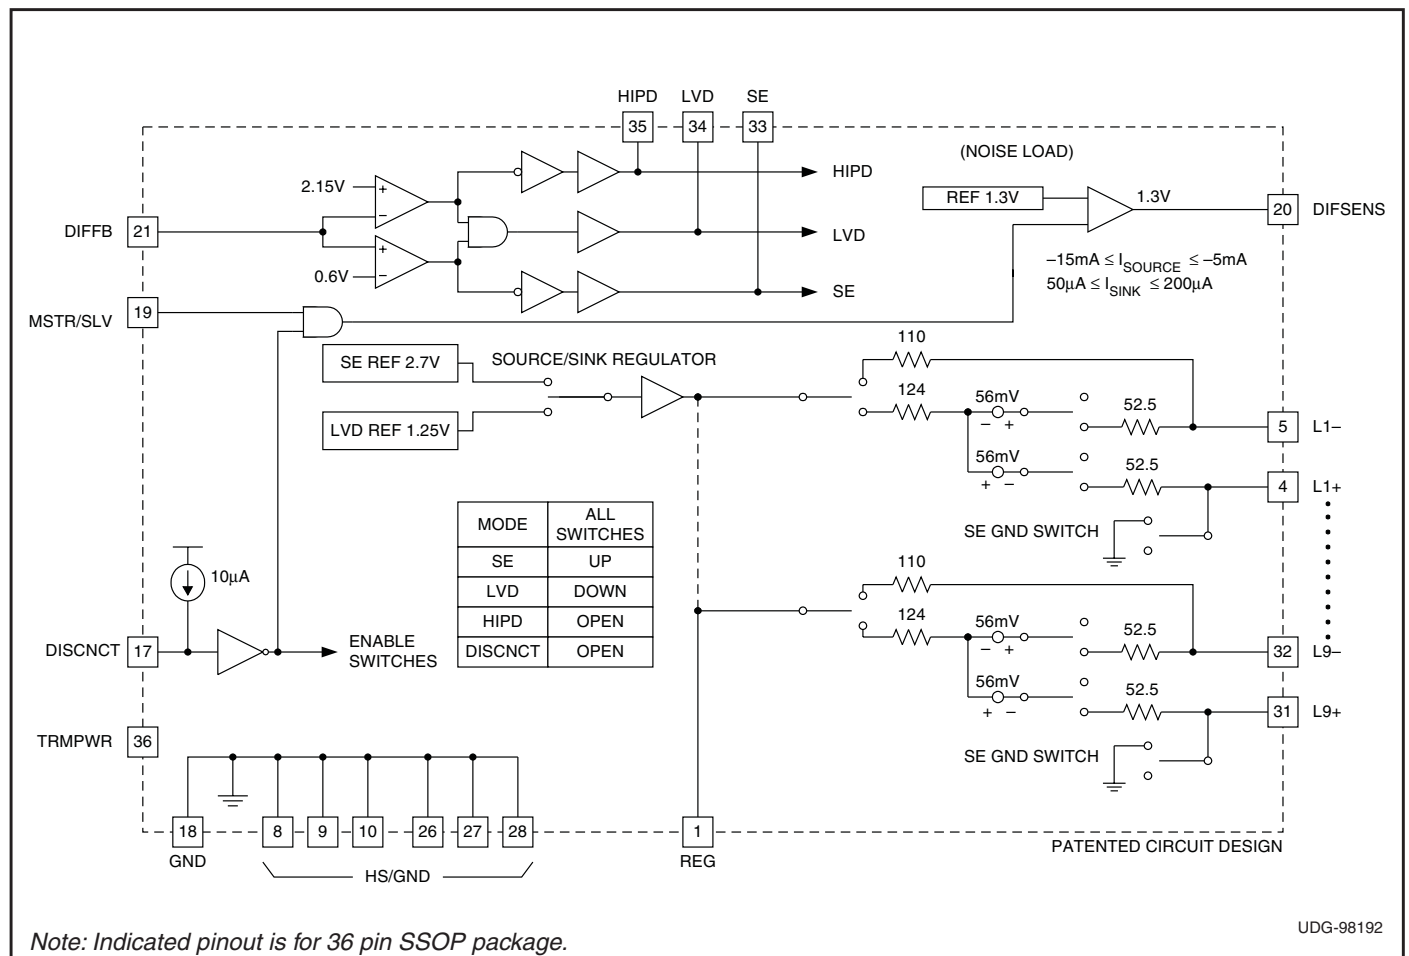 HIPD LVD SE
35 34 33
(NOISE LOAD)
2.15V
+
−
HIPD
REF 1.3V
1.3V
20 DIFSENS
DIFFB 21
LVD
+
−
0.6V
–15mA ≤ ISOURCE ≤ –5mA
50µA ≤ ISINK ≤ 200µA
SE
MSTR/SLV 19
SE REF 2.7V
SOURCE/SINK REGULATOR
LVD REF 1.25V
110
124
56mV
− +
52.5
5 L1–
56mV
+ −
52.5
4 L1+
SE GND SWITCH
MODE ALL SWITCHES
SE UP
LVD DOWN
HIPD OPEN
DISCNCT OPEN
10µA
DISCNCT 17
ENABLE
SWITCHES
110
124
56mV
− +
52.5
32 L9–
56mV
+ −
52.5
31 L9+
SE GND SWITCH
TRMPWR 36
18 8 9 10 26 27 28 1
GND
HS/GND
REG
PATENTED CIRCUIT DESIGN
UDG-98192
Note: Indicated pinout is for 36 pin SSOP package.